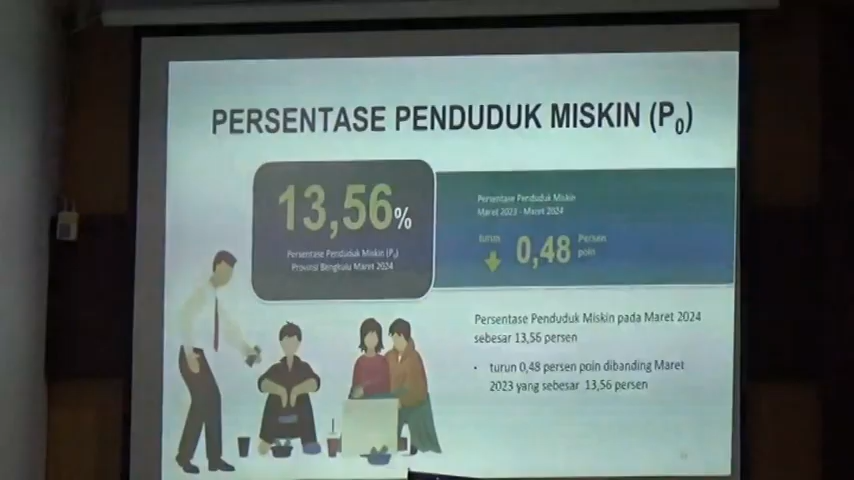 PERSENTASE PENDUDUK MISKIN (P0)
13,56%
Persentase Penduduk Miskin (P0)
Provinsi Bengkulu Maret 2024
Persentase Penduduk Miskin
Maret 2023 - Maret 2024
turun
0,48
Persen
poin
Persentase Penduduk Miskin pada Maret 2024
sebesar 13,56 persen
• turun 0,48 persen poin dibanding Maret
2023 yang sebesar 13,56 persen